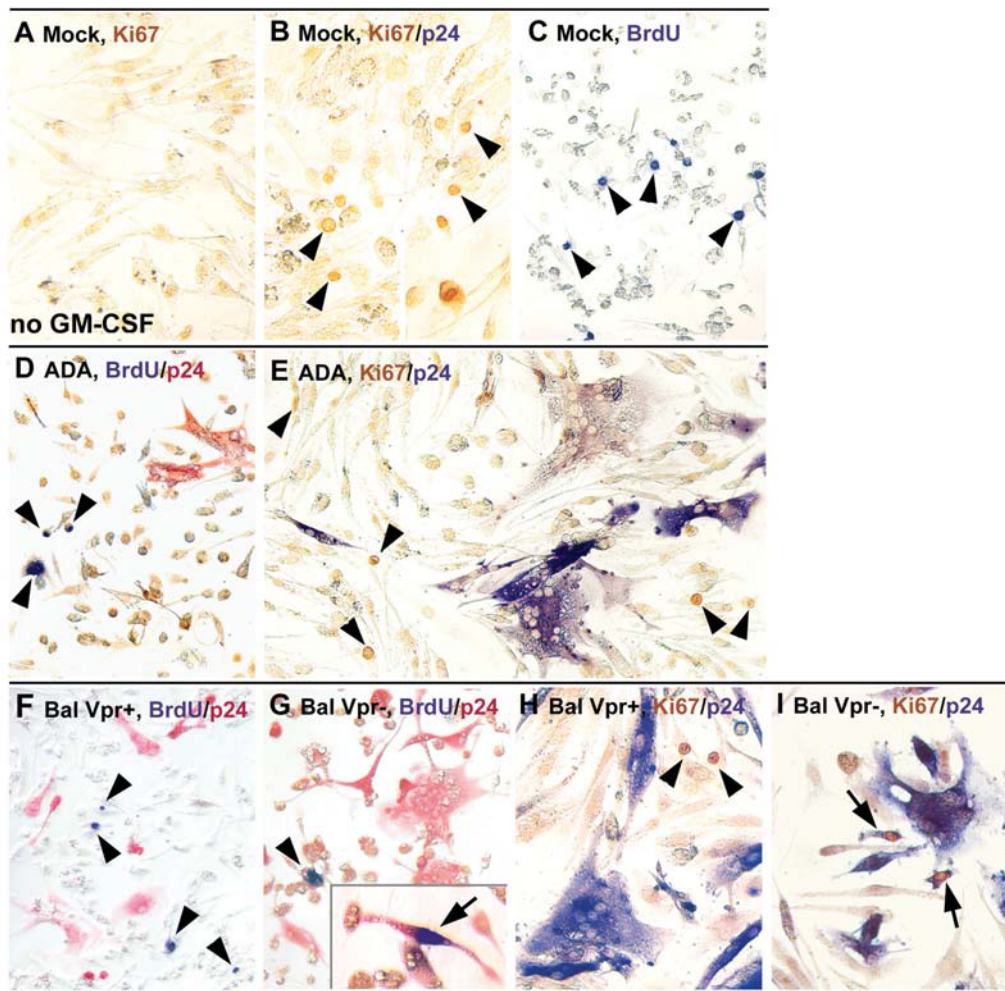 A Mock, Ki67
B Mock, Ki67/p24
C Mock, BrdU
no GM-CSF
D ADA, BrdU/p24
E ADA, Ki67/p24
F Bal Vpr+, BrdU/p24
G Bal Vpr-, BrdU/p24
H Bal Vpr+, Ki67/p24
I Bal Vpr-, Ki67/p24